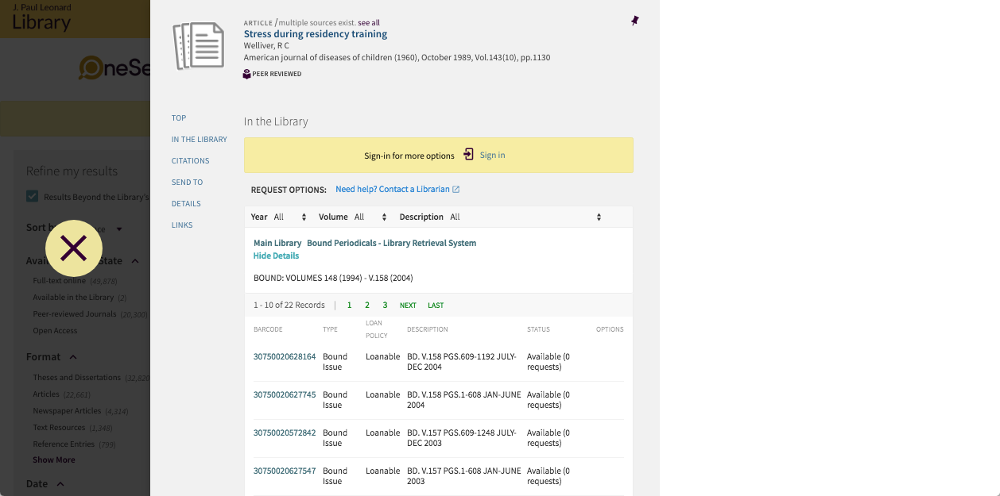 J. Paul Leonard
Library
OneSe
Refine my results
Results Beyond the Library's
Sort b
nce
Avai
State
Full-text online (49,878)
Available in the Library (2)
Peer-reviewed Journals (20,300)
Open Access
Format
Theses and Dissertations (32,820
Articles (22,661)
Newspaper Articles (4,314)
Text Resources (1,348)
Reference Entries (799)
Show More
Date
ARTICLE / multiple sources exist. see all
Stress during residency training
Welliver, R C
American journal of diseases of children (1960), October 1989, Vol.143(10), pp.1130
PEER REVIEWED
TOP
IN THE LIBRARY
CITATIONS
SEND TO
DETAILS
LINKS
In the Library
Sign-in for more options Sign in
REQUEST OPTIONS: Need help? Contact a Librarian
Year All Volume All Description All
Main Library Bound Periodicals - Library Retrieval System
Hide Details
BOUND: VOLUMES 148 (1994) - V.158 (2004)
1 - 10 of 22 Records | 1 2 3 NEXT LAST
BARCODE TYPE LOAN POLICY DESCRIPTION STATUS OPTIONS
30750020628164 Bound Issue Loanable BD. V.158 PGS.609-1192 JULY-DEC 2004 Available (0 requests)
30750020627745 Bound Issue Loanable BD. V.158 PGS.1-608 JAN-JUNE 2004 Available (0 requests)
30750020572842 Bound Issue Loanable BD. V.157 PGS.609-1248 JULY-DEC 2003 Available (0 requests)
30750020627547 Bound Issue Loanable BD. V.157 PGS.1-608 JAN-JUNE 2003 Available (0 requests)